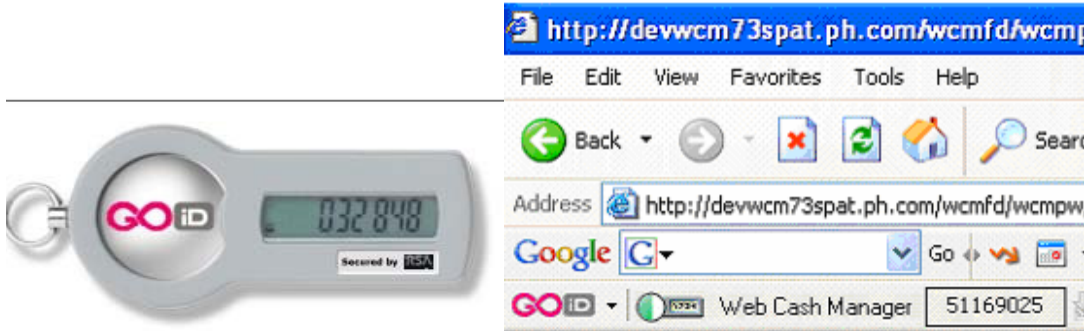 GO ID
032848
Secured by RSA
http://devwcm73spat.ph.com/wcmfd/wcmp
File Edit View Favorites Tools Help
Back
Sear
Address http://devwcm73spat.ph.com/wcmfd/wcmpw
Google G Go
GO ID Web Cash Manager 51169025